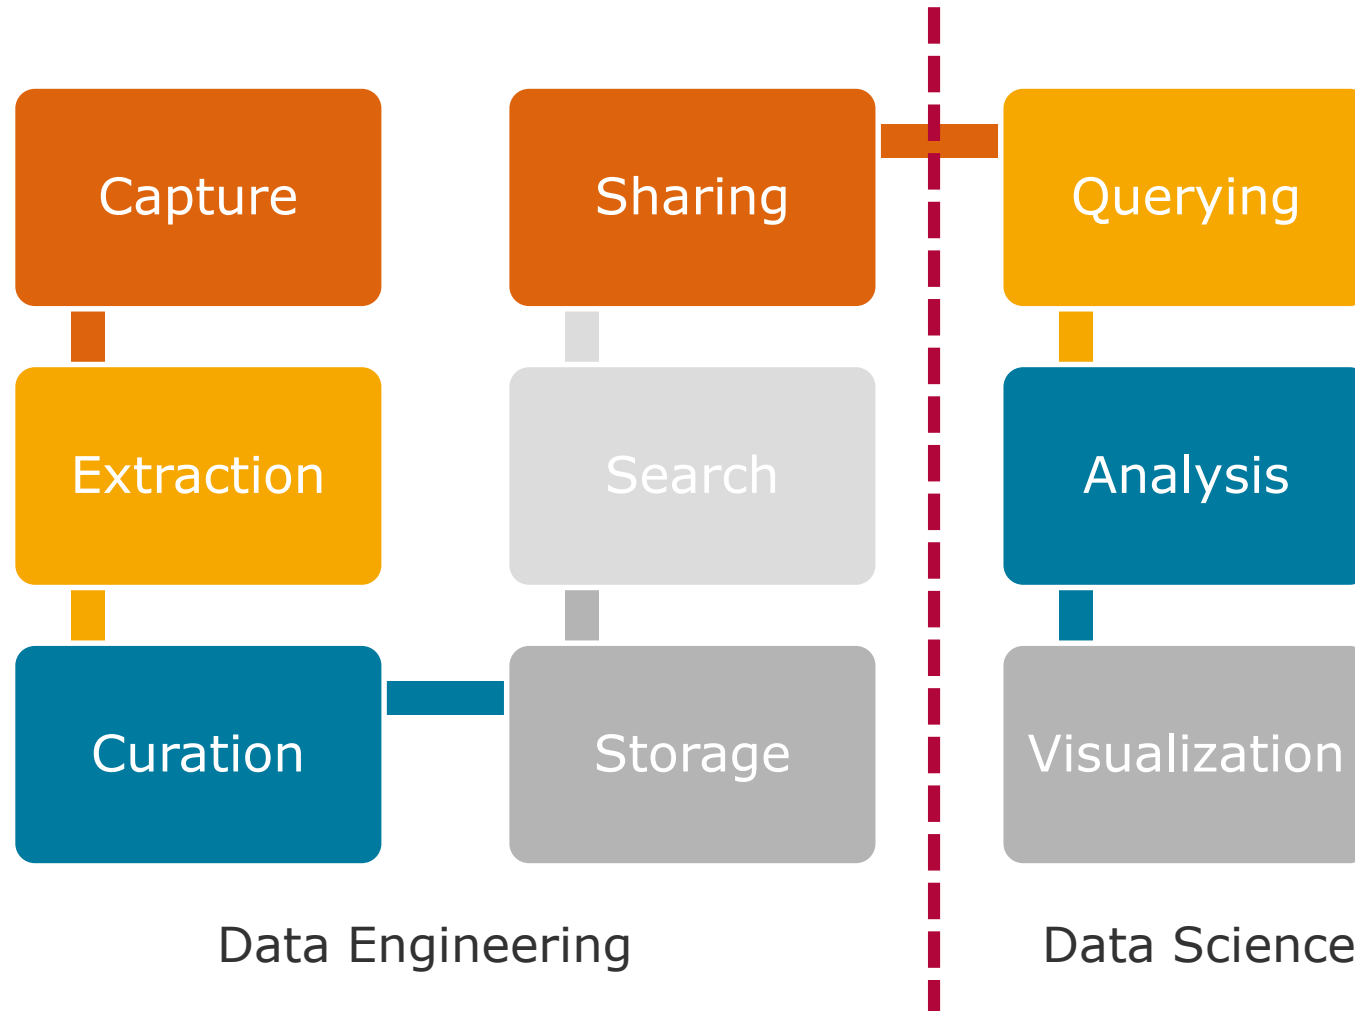 Capture
Sharing
Querying
Extraction
Search
Analysis
Curation
Storage
Visualization
Data Engineering
Data Science